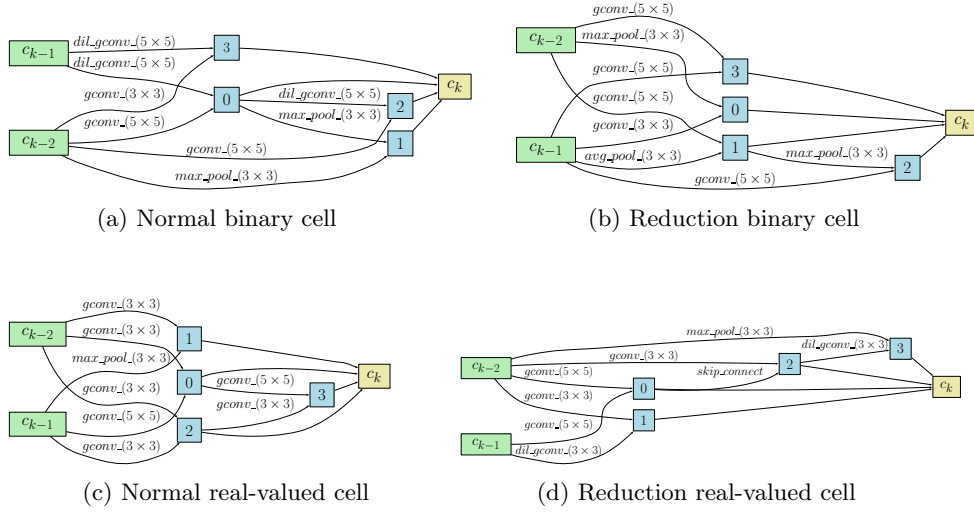 c_{k-1}
dil_gconv_(5 × 5)
dil_gconv_(5 × 5)
3
gconv_(3 × 3)
0
dil_gconv_(5 × 5)
2
c_k
max_pool_(3 × 3)
gconv_(5 × 5)
c_{k-2}
1
gconv_(5 × 5)
max_pool_(3 × 3)
(a) Normal binary cell
gconv_(5 × 5)
c_{k-2}
max_pool_(3 × 3)
3
gconv_(5 × 5)
gconv_(5 × 5)
0
c_k
gconv_(3 × 3)
c_{k-1}
1
avg_pool_(3 × 3)
max_pool_(3 × 3)
2
gconv_(5 × 5)
(b) Reduction binary cell
gconv_(3 × 3)
c_{k-2}
gconv_(3 × 3)
1
max_pool_(3 × 3)
0
gconv_(5 × 5)
c_k
gconv_(3 × 3)
3
gconv_(3 × 3)
c_{k-1}
gconv_(5 × 5)
2
gconv_(3 × 3)
(c) Normal real-valued cell
max_pool_(3 × 3)
dil_gconv_(3 × 3)
3
c_{k-2}
gconv_(3 × 3)
2
gconv_(5 × 5)
skip_connect
0
c_k
gconv_(3 × 3)
1
gconv_(5 × 5)
c_{k-1}
dil_gconv_(3 × 3)
(d) Reduction real-valued cell